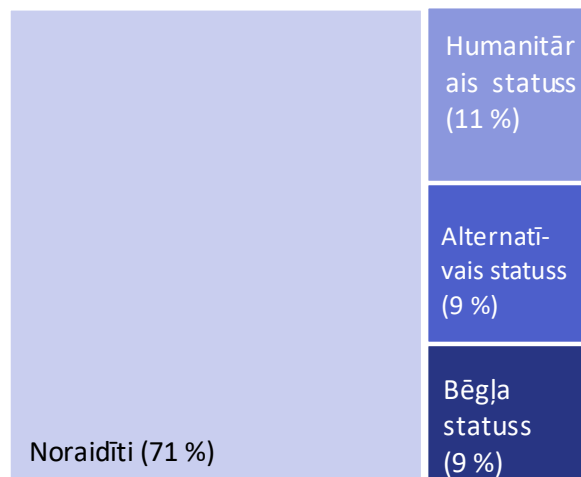 Humanitār
ais statuss
(11 %)
Alternatī-
vais statuss
(9 %)
Bēgļa
statuss
(9 %)
Noraidīti (71 %)